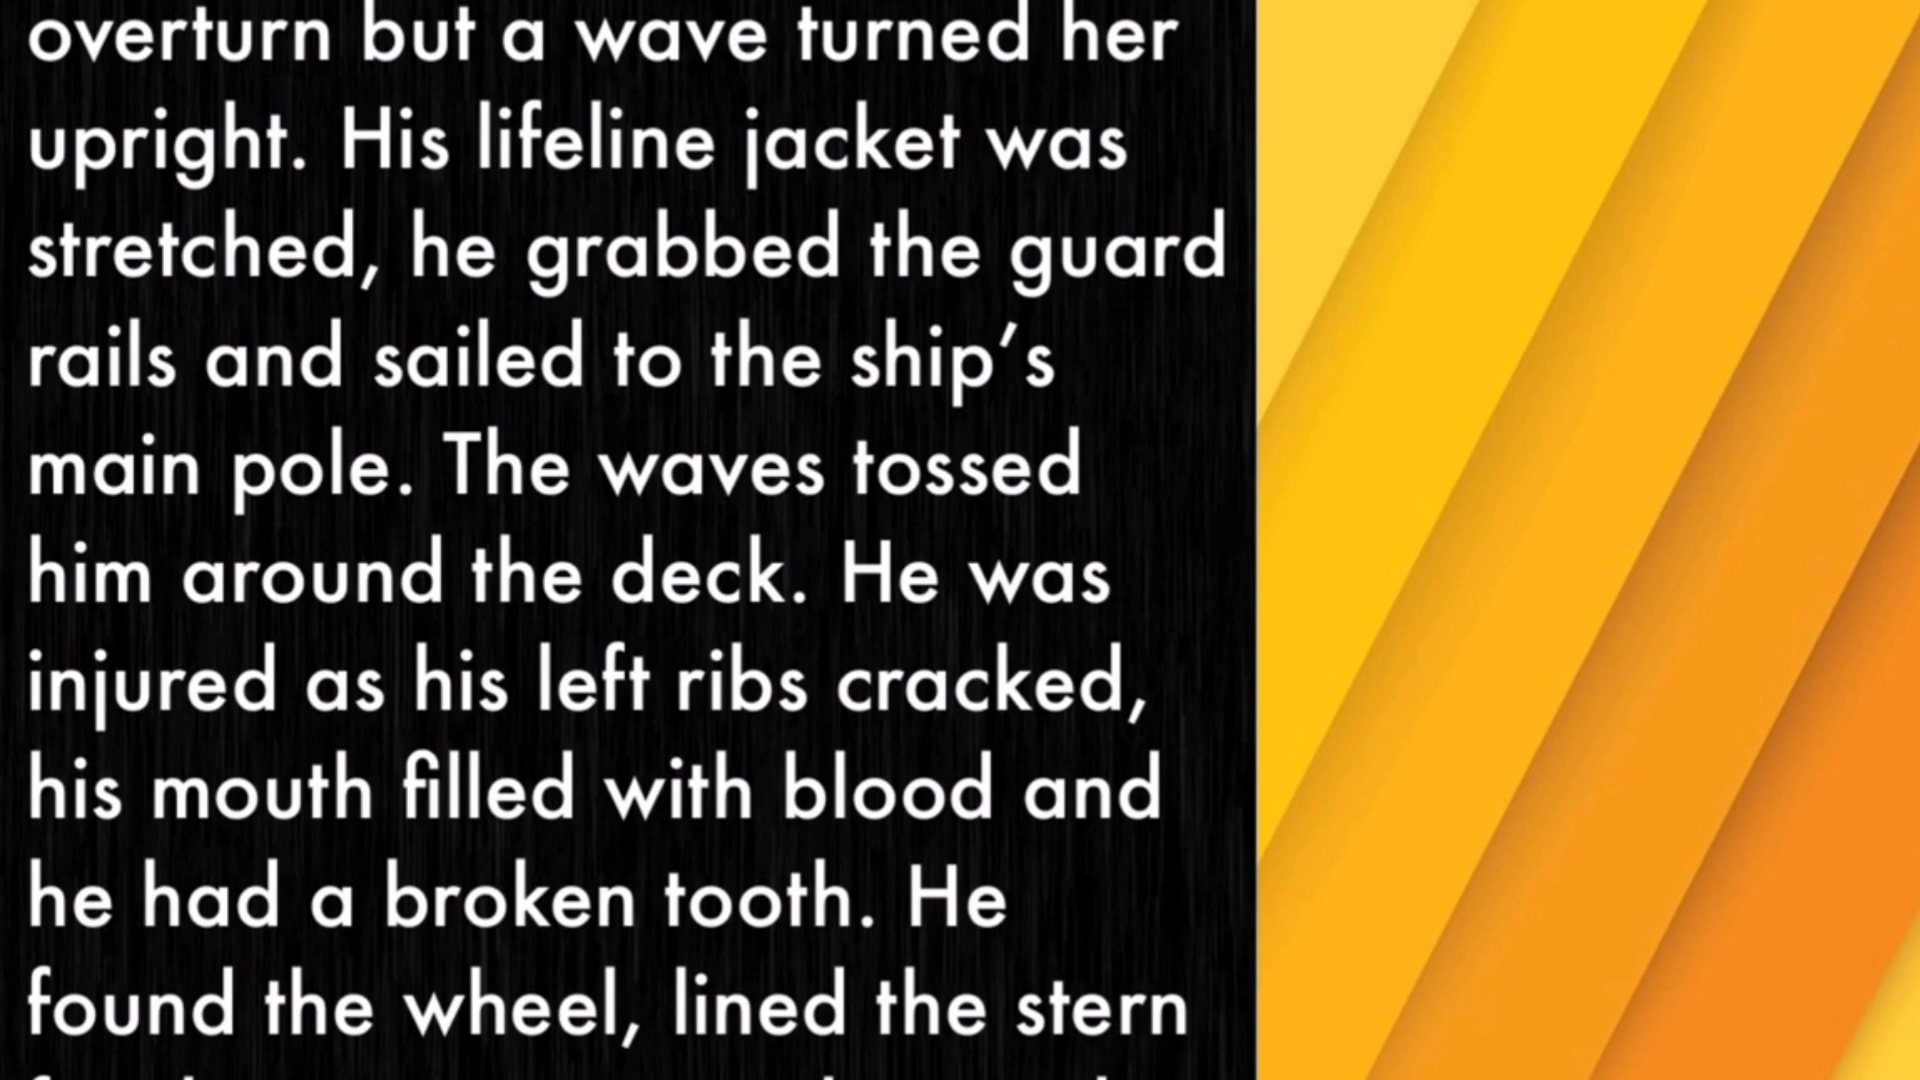 overturn but a wave turned her
upright. His lifeline jacket was
stretched, he grabbed the guard
rails and sailed to the ship’s
main pole. The waves tossed
him around the deck. He was
injured as his left ribs cracked,
his mouth filled with blood and
he had a broken tooth. He
found the wheel, lined the stern